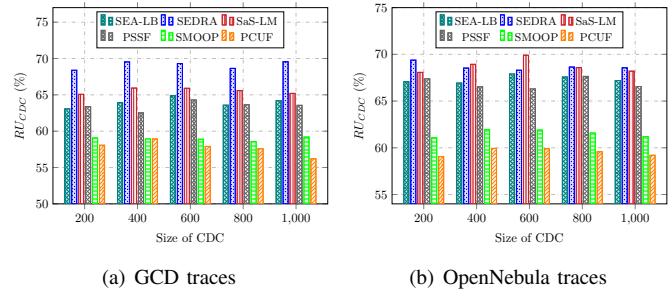 SEA-LB SEDRA SaS-LM
PSSF SMOOP PCUF
75
70
65
60
55
50
RU_CDC (%)
200 400 600 800 1,000
Size of CDC
(a) GCD traces
SEA-LB SEDRA SaS-LM
PSSF SMOOP PCUF
75
70
65
60
55
RU_CDC (%)
200 400 600 800 1,000
Size of CDC
(b) OpenNebula traces